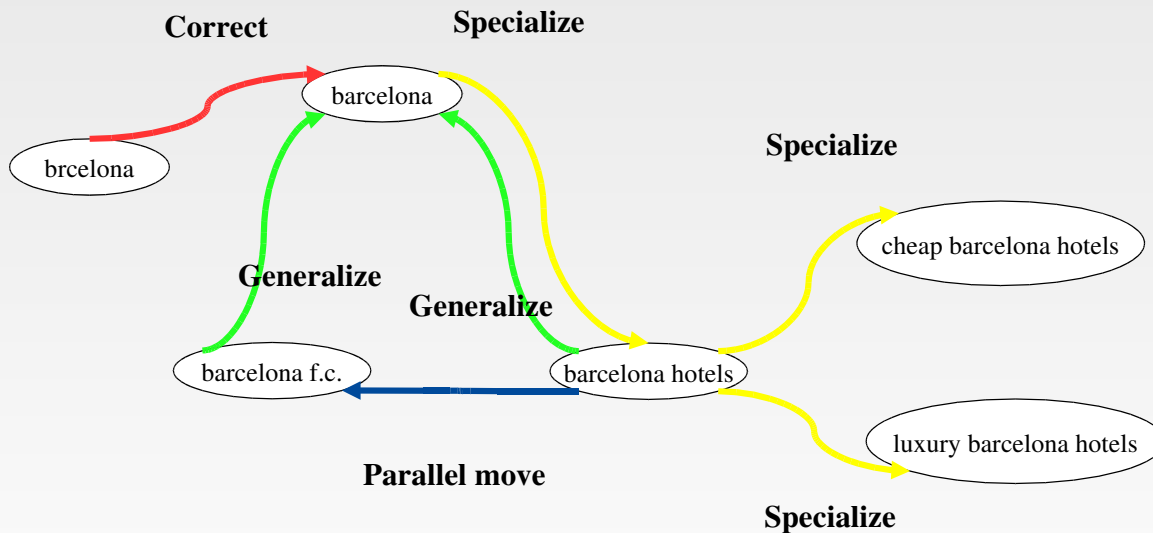 Correct
Specialize
barcelona
brcelona
Specialize
cheap barcelona hotels
Generalize
Generalize
barcelona f.c.
barcelona hotels
luxury barcelona hotels
Parallel move
Specialize